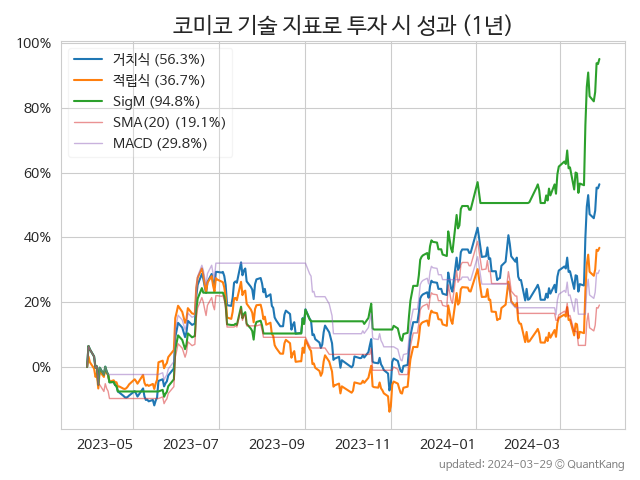 코미코 기술 지표로 투자 시 성과 (1년)
100%
80%
60%
40%
20%
0%
거치식 (56.3%)
적립식 (36.7%)
SigM (94.8%)
SMA(20) (19.1%)
MACD (29.8%)
2023-05 2023-07 2023-09 2023-11 2024-01 2024-03
updated: 2024-03-29 © QuantKang